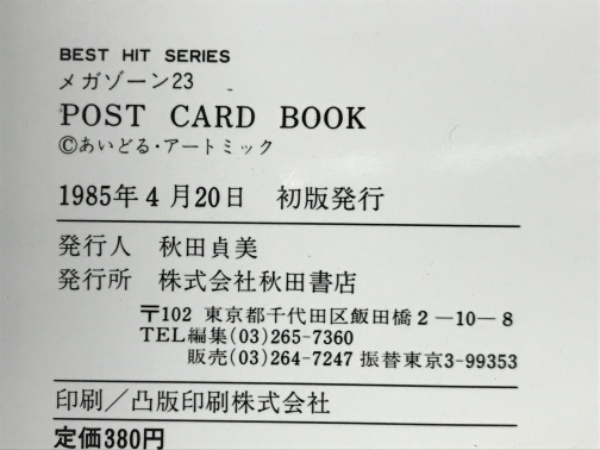 BEST HIT SERIES
メガゾーン23
POST CARD BOOK
©あいどる・アートミック
1985年4月20日 初版発行
発行人 秋田貞美
発行所 株式会社秋田書店
〒102 東京都千代田区飯田橋2―10―8
TEL編集(03)265-7360
販売(03)264-7247 振替東京3-99353
印刷／凸版印刷株式会社
定価380円